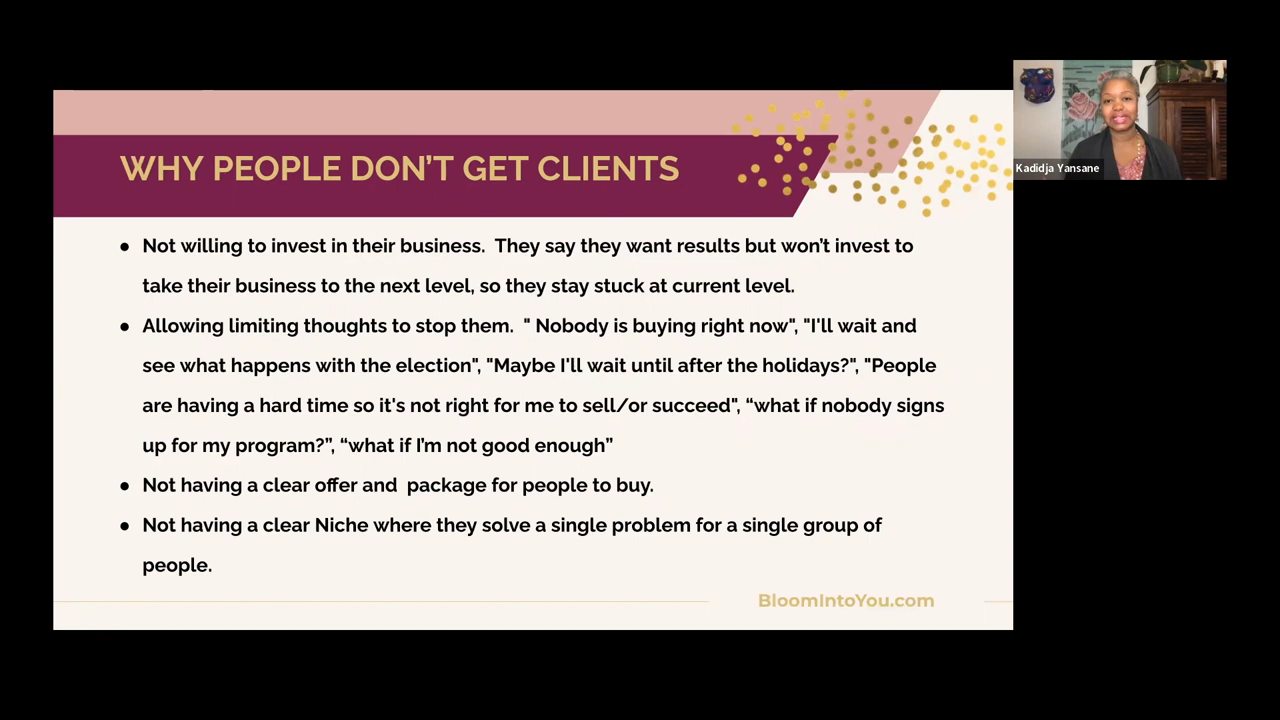 WHY PEOPLE DON’T GET CLIENTS
● Not willing to invest in their business.  They say they want results but won’t invest to
take their business to the next level, so they stay stuck at current level.
● Allowing limiting thoughts to stop them.  " Nobody is buying right now", "I'll wait and
see what happens with the election", "Maybe I'll wait until after the holidays?", "People
are having a hard time so it's not right for me to sell/or succeed", “what if nobody signs
up for my program?”, “what if I’m not good enough”
● Not having a clear offer and  package for people to buy.
● Not having a clear Niche where they solve a single problem for a single group of
people.
BloomIntoYou.com
Kadidja Yansane